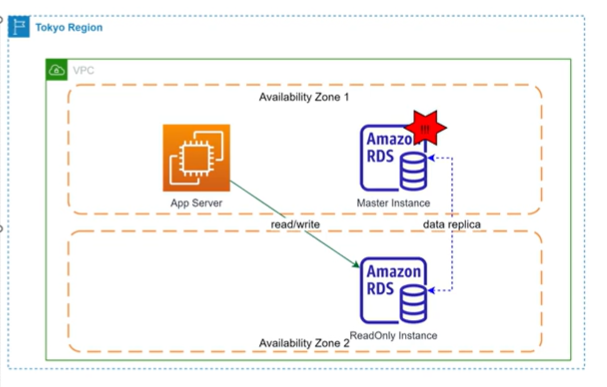 Tokyo Region
VPC
Availability Zone 1
Amazo
RDS
!!!
App Server
Master Instance
read/write
data replica
Amazon
RDS
ReadOnly Instance
Availability Zone 2